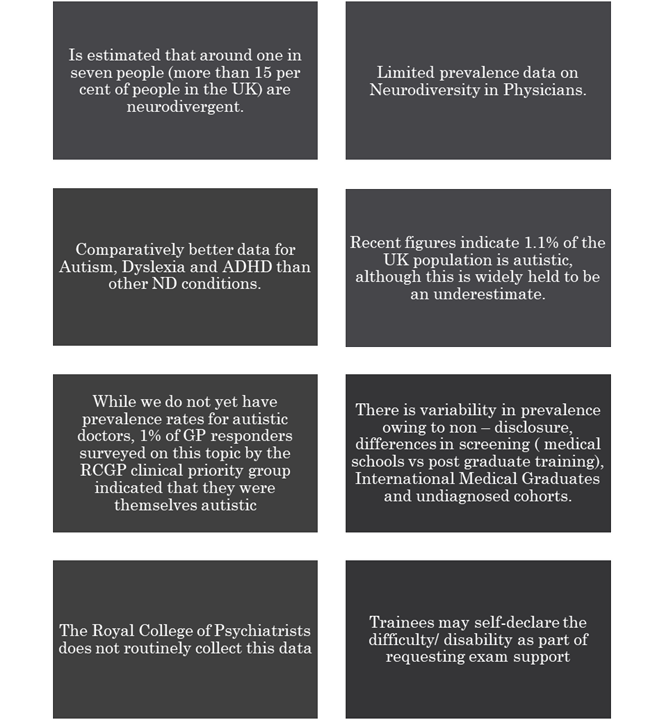 Is estimated that around one in
seven people (more than 15 per
cent of people in the UK) are
neurodivergent.
Limited prevalence data on
Neurodiversity in Physicians.
Comparatively better data for
Autism, Dyslexia and ADHD than
other ND conditions.
Recent figures indicate 1.1% of the
UK population is autistic,
although this is widely held to be
an underestimate.
While we do not yet have
prevalence rates for autistic
doctors, 1% of GP responders
surveyed on this topic by the
RCGP clinical priority group
indicated that they were
themselves autistic
There is variability in prevalence
owing to non – disclosure,
differences in screening ( medical
schools vs post graduate training),
International Medical Graduates
and undiagnosed cohorts.
The Royal College of Psychiatrists
does not routinely collect this data
Trainees may self-declare the
difficulty/ disability as part of
requesting exam support